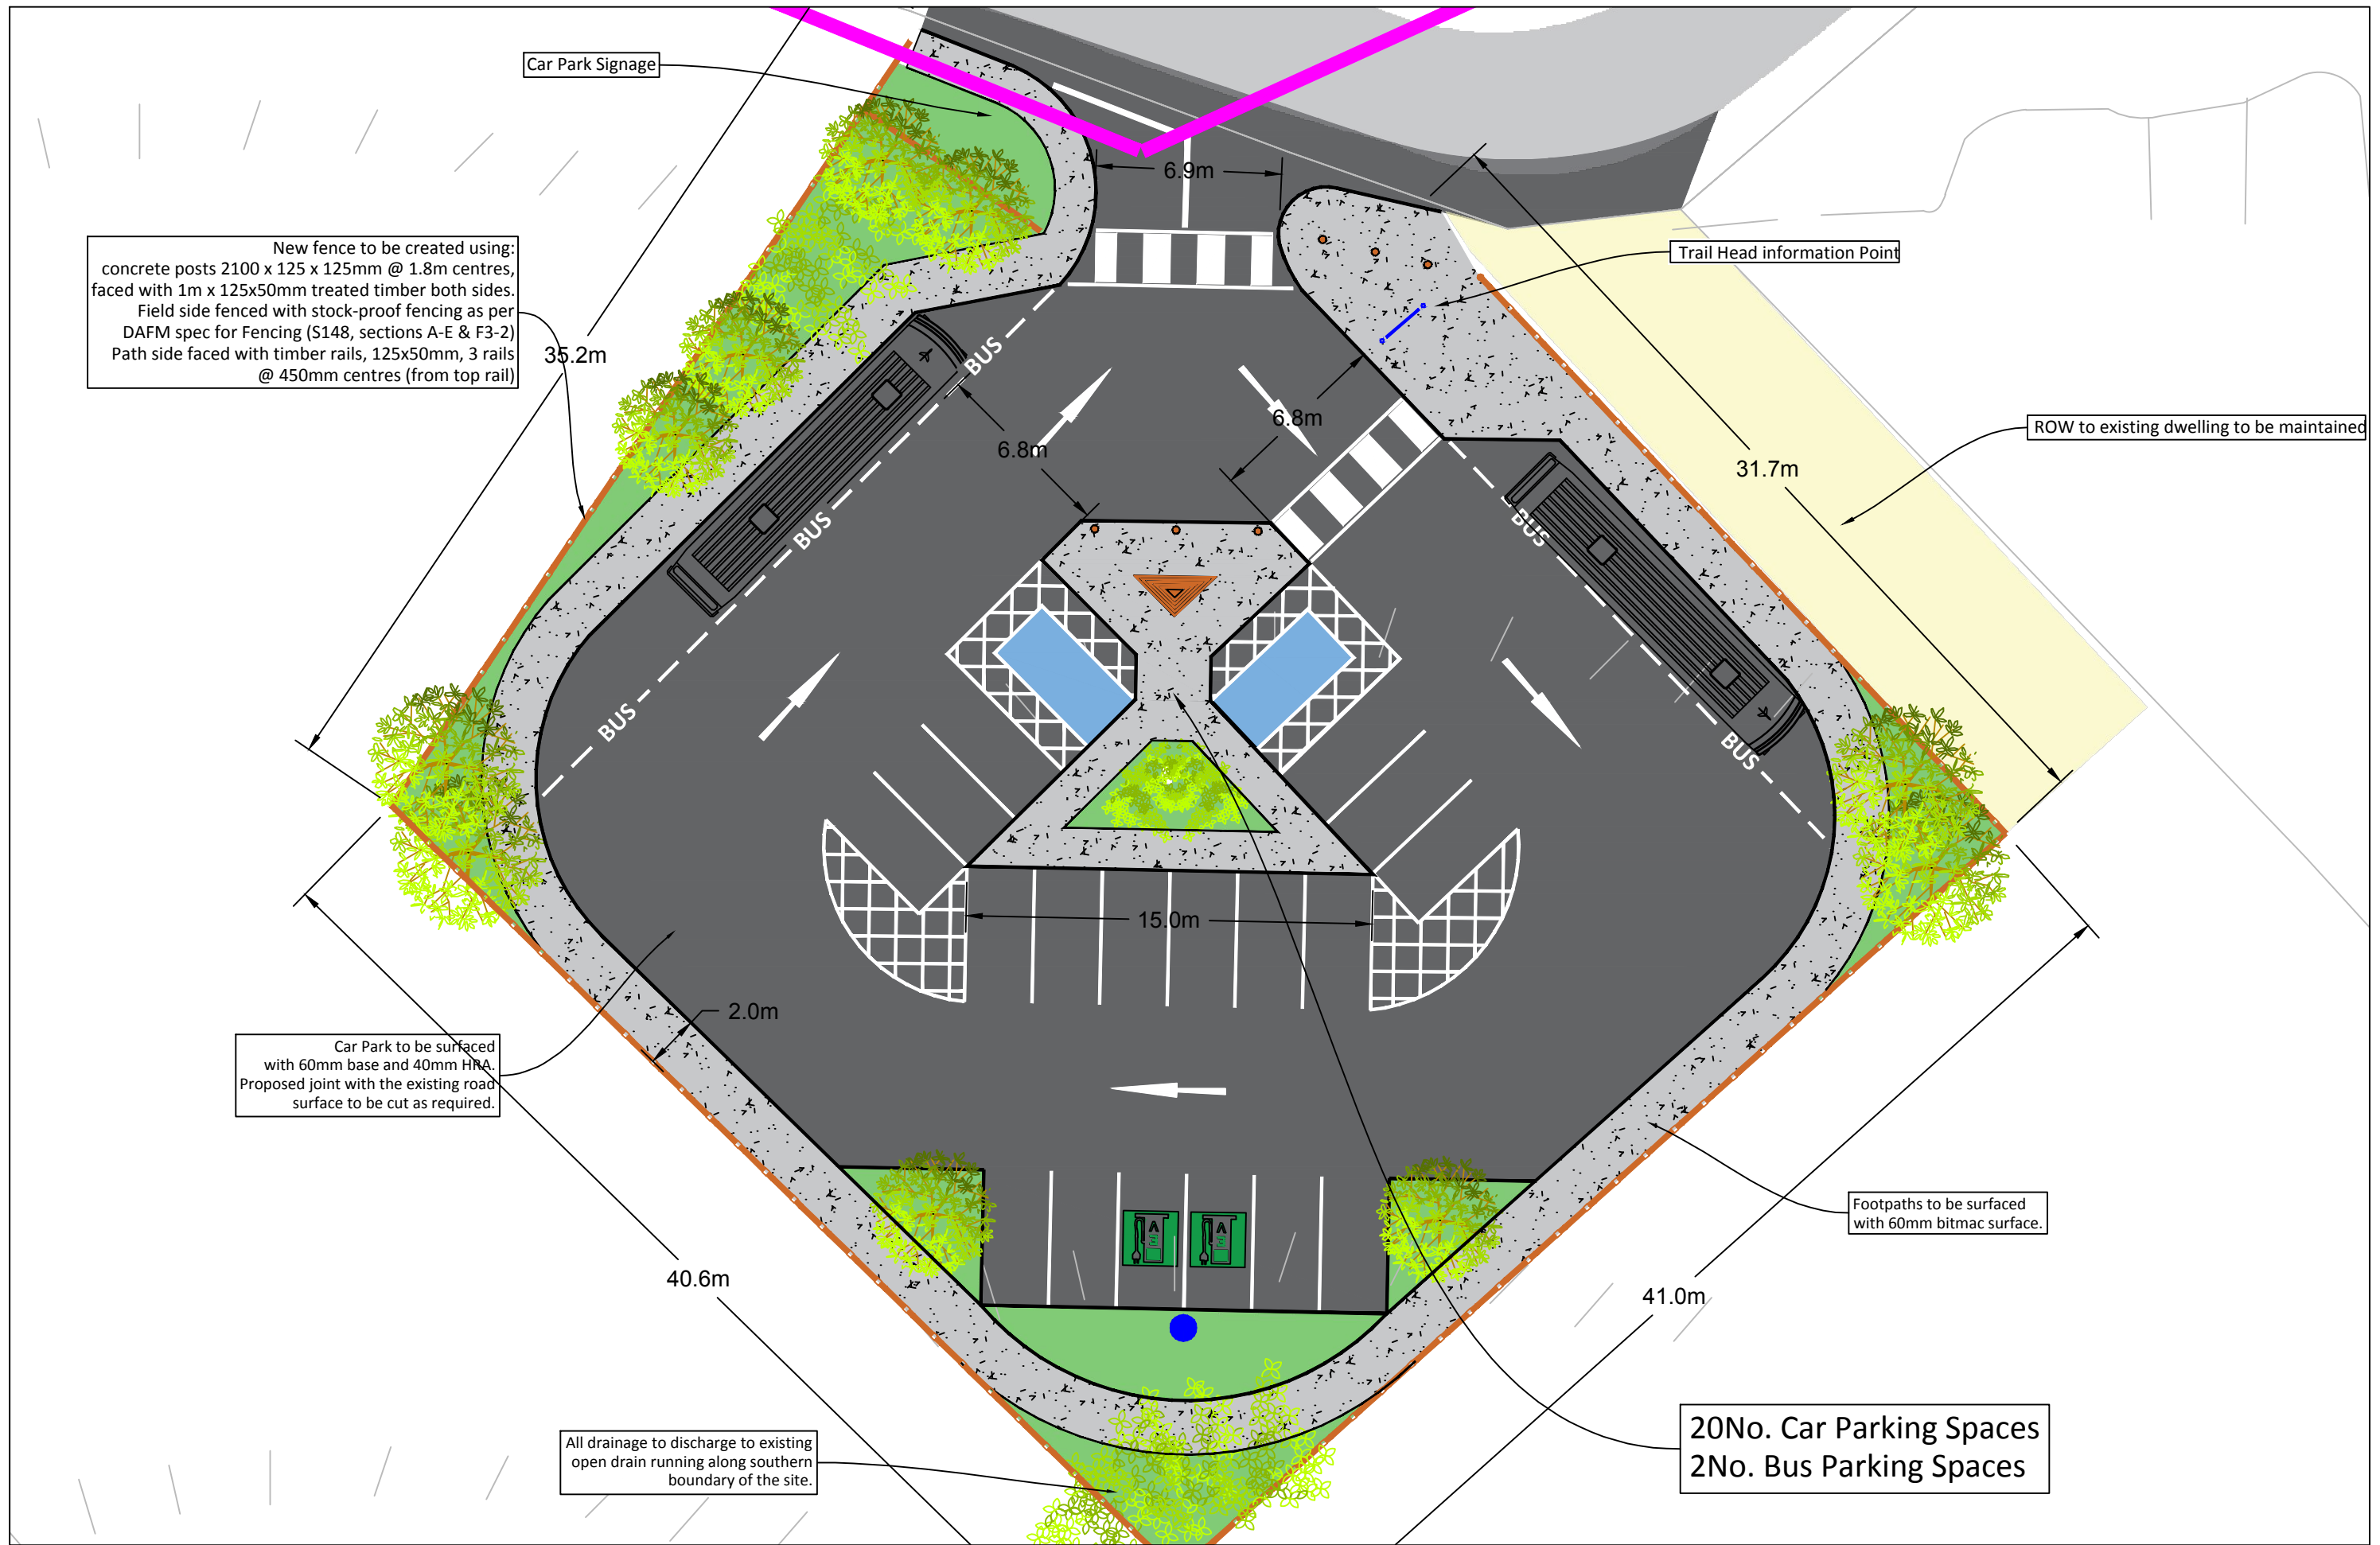 Car Park Signage
6.9m
New fence to be created using:
concrete posts 2100 x 125 x 125mm @ 1.8m centres,
faced with 1m x 125x50mm treated timber both sides.
Field side fenced with stock-proof fencing as per
DAFM spec for Fencing (S148, sections A-E & F3-2)
Path side faced with timber rails, 125x50mm, 3 rails
@ 450mm centres (from top rail)
35.2m
Trail Head information Point
BUS
6.8m
6.8m
ROW to existing dwelling to be maintained
31.7m
BUS
BUS
BUS
BUS
15.0m
2.0m
Car Park to be surfaced
with 60mm base and 40mm HRA.
Proposed joint with the existing road
surface to be cut as required.
Footpaths to be surfaced
with 60mm bitmac surface.
40.6m
41.0m
20No. Car Parking Spaces
2No. Bus Parking Spaces
All drainage to discharge to existing
open drain running along southern
boundary of the site.